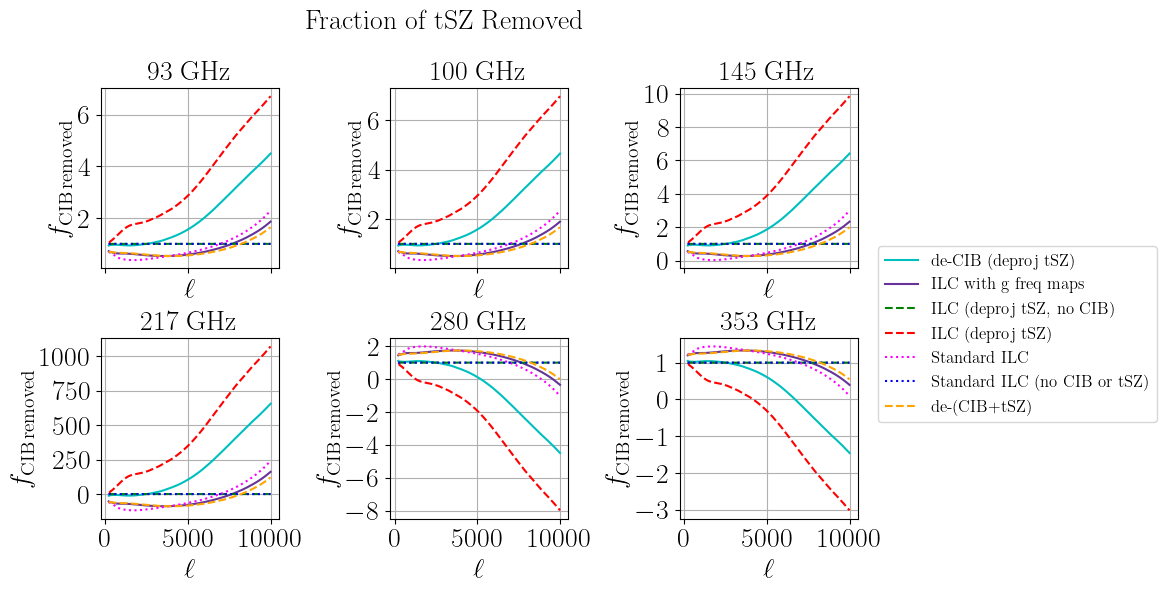 Fraction of tSZ Removed
93 GHz
100 GHz
145 GHz
6
4
2
f_CIB removed
ℓ
6
4
2
f_CIB removed
ℓ
10
8
6
4
2
0
f_CIB removed
ℓ
217 GHz
280 GHz
353 GHz
1000
750
500
250
0
f_CIB removed
0 5000 10000
ℓ
2
0
−2
−4
−6
−8
f_CIB removed
0 5000 10000
ℓ
1
0
−1
−2
−3
f_CIB removed
0 5000 10000
ℓ
de-CIB (deproj tSZ)
ILC with g freq maps
ILC (deproj tSZ, no CIB)
ILC (deproj tSZ)
Standard ILC
Standard ILC (no CIB or tSZ)
de-(CIB+tSZ)